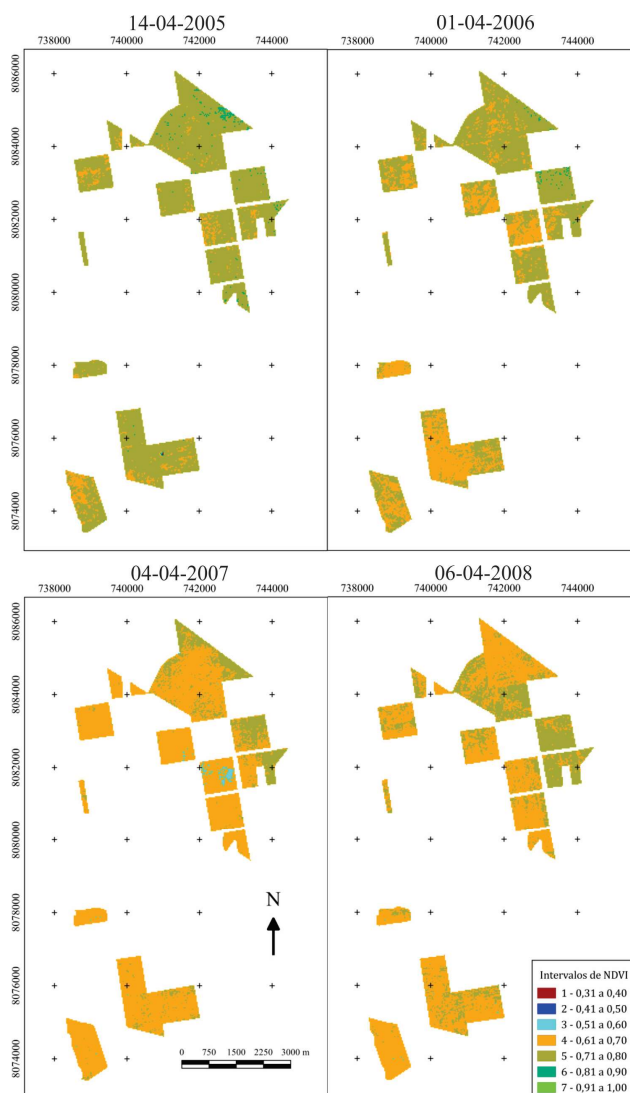 14-04-2005
738000 740000 742000 744000
8086000
8084000
8082000
8080000
8078000
8076000
8074000
01-04-2006
738000 740000 742000 744000
04-04-2007
738000 740000 742000 744000
8086000
8084000
8082000
8080000
8078000
8076000
8074000
N
0 750 1500 2250 3000 m
06-04-2008
738000 740000 742000 744000
Intervalos de NDVI
1 - 0,31 a 0,40
2 - 0,41 a 0,50
3 - 0,51 a 0,60
4 - 0,61 a 0,70
5 - 0,71 a 0,80
6 - 0,81 a 0,90
7 - 0,91 a 1,00